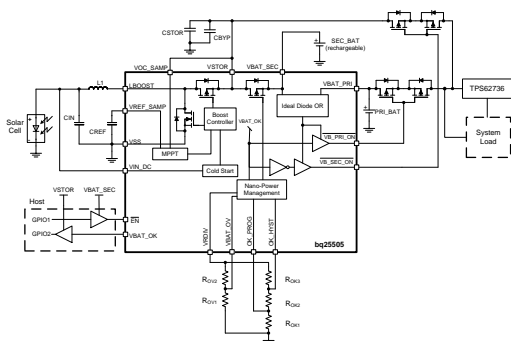 CSTOR
CBYP
SEC_BAT
(rechargeable)
VOC_SAMP
VSTOR
VBAT_SEC
L1
LBOOST
VBAT_PRI
TPS62736
Solar
Cell
CIN
CREF
VREF_SAMP
Boost
Controller
Ideal Diode OR
PRI_BAT
VBAT_OK
VB_PRI_ON
System
Load
VSS
MPPT
VB_SEC_ON
VIN_DC
Cold Start
Nano-Power
Management
VSTOR
VBAT_SEC
Host
GPIO1
EN
GPIO2
VBAT_OK
VRDIV
VBAT_OV
OK_PROG
OK_HYST
bq25505
ROV2
ROK3
ROV1
ROK2
ROK1